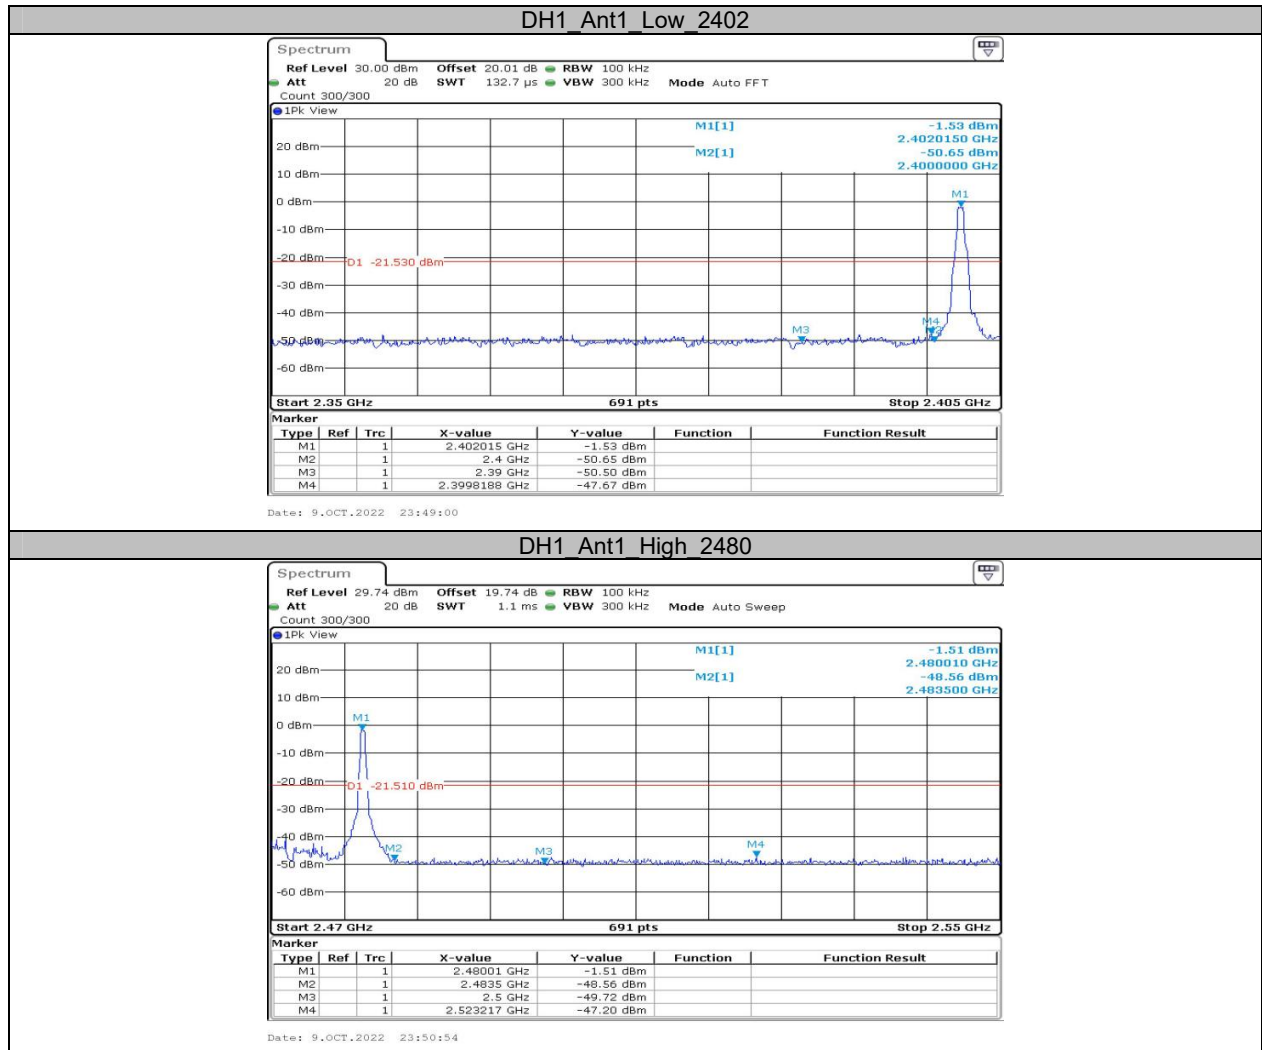 DH1_Ant1_Low_2402
Spectrum
Ref Level 30.00 dBm Offset 20.01 dB RBW 100 kHz
Att 20 dB SWT 132.7 µs VBW 300 kHz Mode Auto FFT
Count 300/300
1Pk View
M1[1] -1.53 dBm
2.4020150 GHz
M2[1] -50.65 dBm
2.4000000 GHz
20 dBm
10 dBm
M1
0 dBm
-10 dBm
-20 dBm
D1 -21.530 dBm
-30 dBm
-40 dBm
M4
M3
-50 dBm
-60 dBm
Start 2.35 GHz 691 pts Stop 2.405 GHz
Marker
Type Ref Trc X-value Y-value Function Function Result
M1 1 2.402015 GHz -1.53 dBm
M2 1 2.4 GHz -50.65 dBm
M3 1 2.39 GHz -50.50 dBm
M4 1 2.3998188 GHz -47.67 dBm
Date: 9.OCT.2022 23:49:00
DH1_Ant1_High_2480
Spectrum
Ref Level 29.74 dBm Offset 19.74 dB RBW 100 kHz
Att 20 dB SWT 1.1 ms VBW 300 kHz Mode Auto Sweep
Count 300/300
1Pk View
M1[1] -1.51 dBm
2.480010 GHz
M2[1] -48.56 dBm
2.483500 GHz
20 dBm
10 dBm
M1
0 dBm
-10 dBm
-20 dBm
D1 -21.510 dBm
-30 dBm
-40 dBm
M2 M3 M4
-50 dBm
-60 dBm
Start 2.47 GHz 691 pts Stop 2.55 GHz
Marker
Type Ref Trc X-value Y-value Function Function Result
M1 1 2.48001 GHz -1.51 dBm
M2 1 2.4835 GHz -48.56 dBm
M3 1 2.5 GHz -49.72 dBm
M4 1 2.523217 GHz -47.20 dBm
Date: 9.OCT.2022 23:50:54